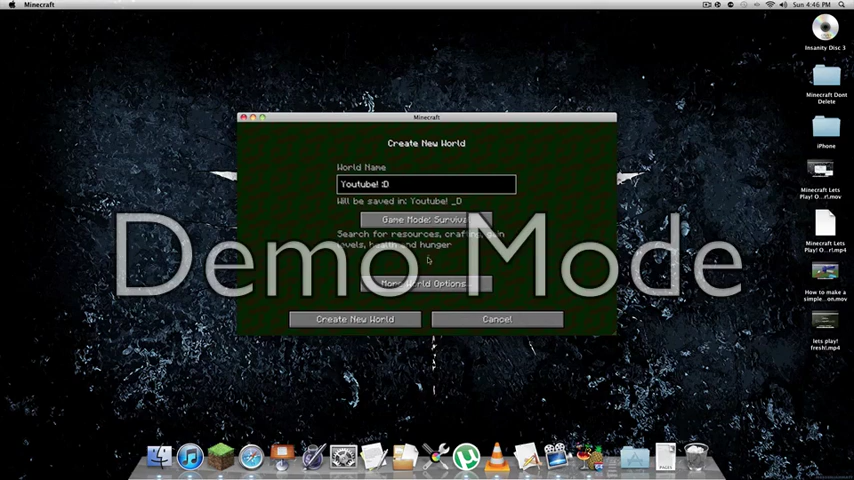 Minecraft
Sun 4:46 PM
Insanity Disc 3
Minecraft Dont
Delete
iPhone
Minecraft Lets
Play! O...r!.mov
Minecraft Lets
Play! O...r!.mp4
How to make a
simple...on.mov
lets play!
fresh!.mp4
Minecraft
Create New World
World Name
Youtube! :D
Will be saved in: Youtube! _D
Game Mode: Survival
Search for resources, crafting, gain
levels, health and hunger
More World Options...
Create New World
Cancel
Demo Mode
PAGES